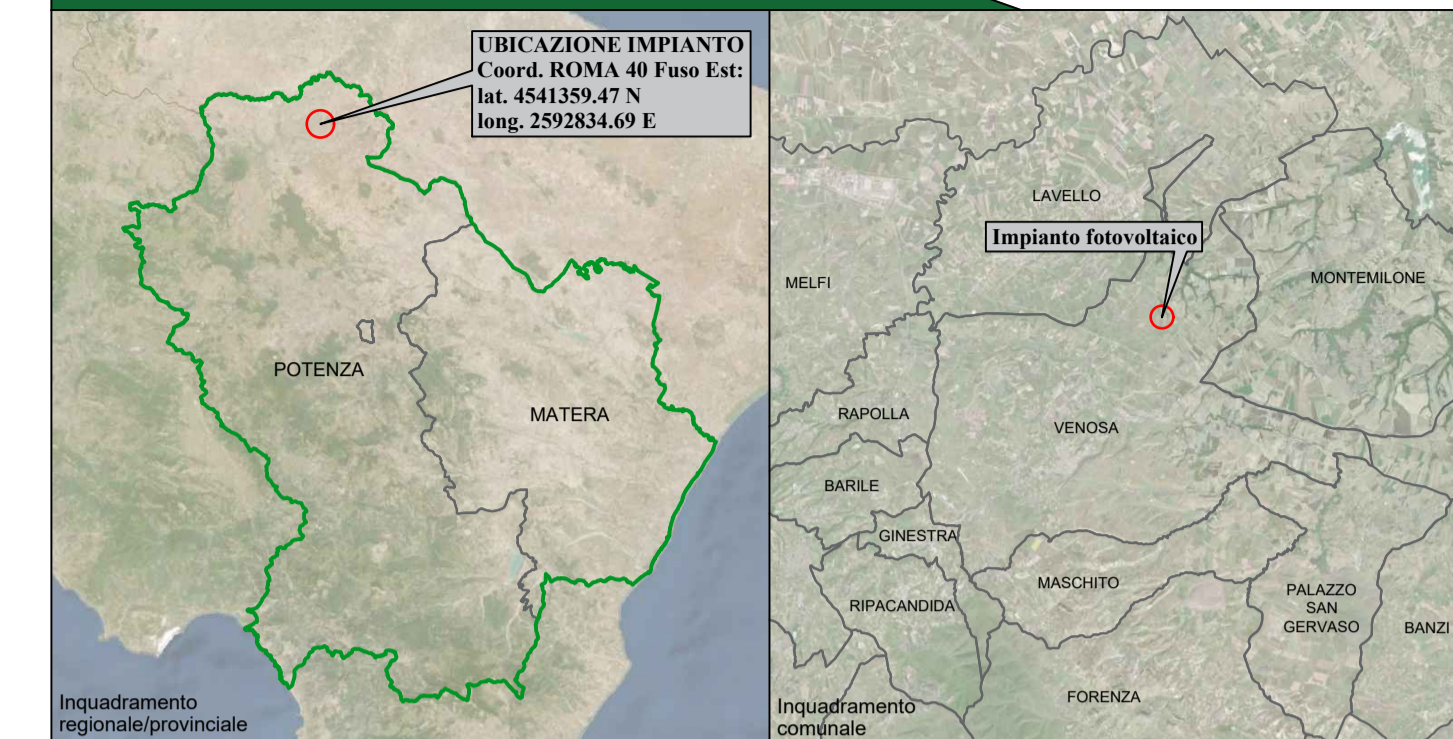 UBICAZIONE IMPIANTO
Coord. ROMA 40 Fuso Est:
lat. 4541359.47 N
long. 2592834.69 E
POTENZA
MATERA
Inquadramento
regionale/provinciale
LAVELLO
Impianto fotovoltaico
MELFI
MONTEMILONE
RAPOLLA
VENOSA
BARILE
GINESTRA
MASCHITO
RIPACANDIDA
PALAZZO
SAN
GERVASO
BANZI
FORENZA
Inquadramento
comunale